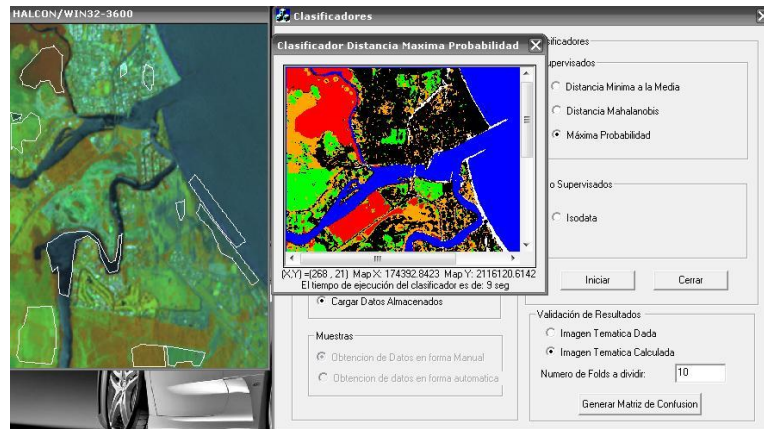 HALCON/WIN32-3600
Clasificadores
Clasificador Distancia Maxima Probabilidad
sificadores
upervisados
Distancia Minima a la Media
Distancia Mahalanobis
Máxima Probabilidad
o Supervisados
Isodata
(X,Y) =(268 , 21) Map X: 174392.8423 Map Y: 2116120.6142
El tiempo de ejecución del clasificador es de: 9 seg
Iniciar
Cerrar
Cargar Datos Almacenados
Muestras
Obtencion de Datos en forma Manual
Obtencion de datos en forma automatica
Validación de Resultados
Imagen Tematica Dada
Imagen Tematica Calculada
Numero de Folds a dividir:
10
Generar Matriz de Confusion